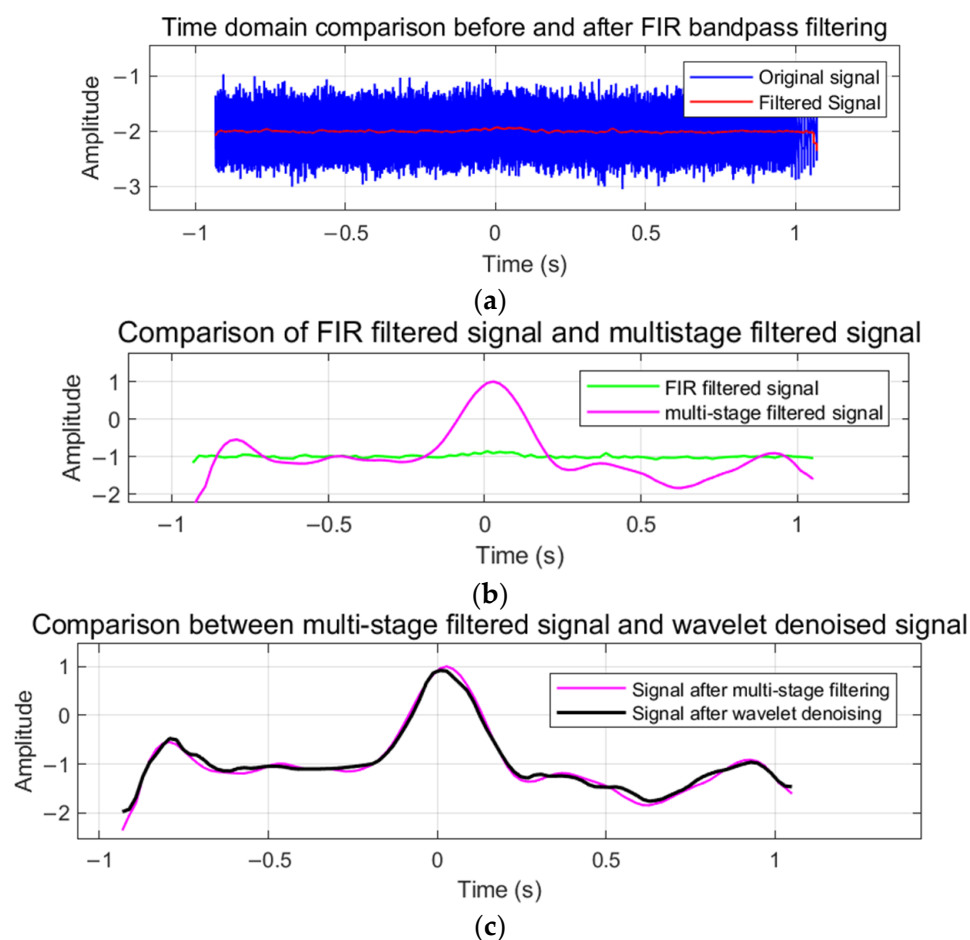 Time domain comparison before and after FIR bandpass filtering
Amplitude
−1
−2
−3
Original signal
Filtered Signal
−1 −0.5 0 0.5 1
Time (s)
(a)
Comparison of FIR filtered signal and multistage filtered signal
Amplitude
1
0
−1
−2
FIR filtered signal
multi-stage filtered signal
−1 −0.5 0 0.5 1
Time (s)
(b)
Comparison between multi-stage filtered signal and wavelet denoised signal
Amplitude
1
0
−1
−2
Signal after multi-stage filtering
Signal after wavelet denoising
−1 −0.5 0 0.5 1
Time (s)
(c)